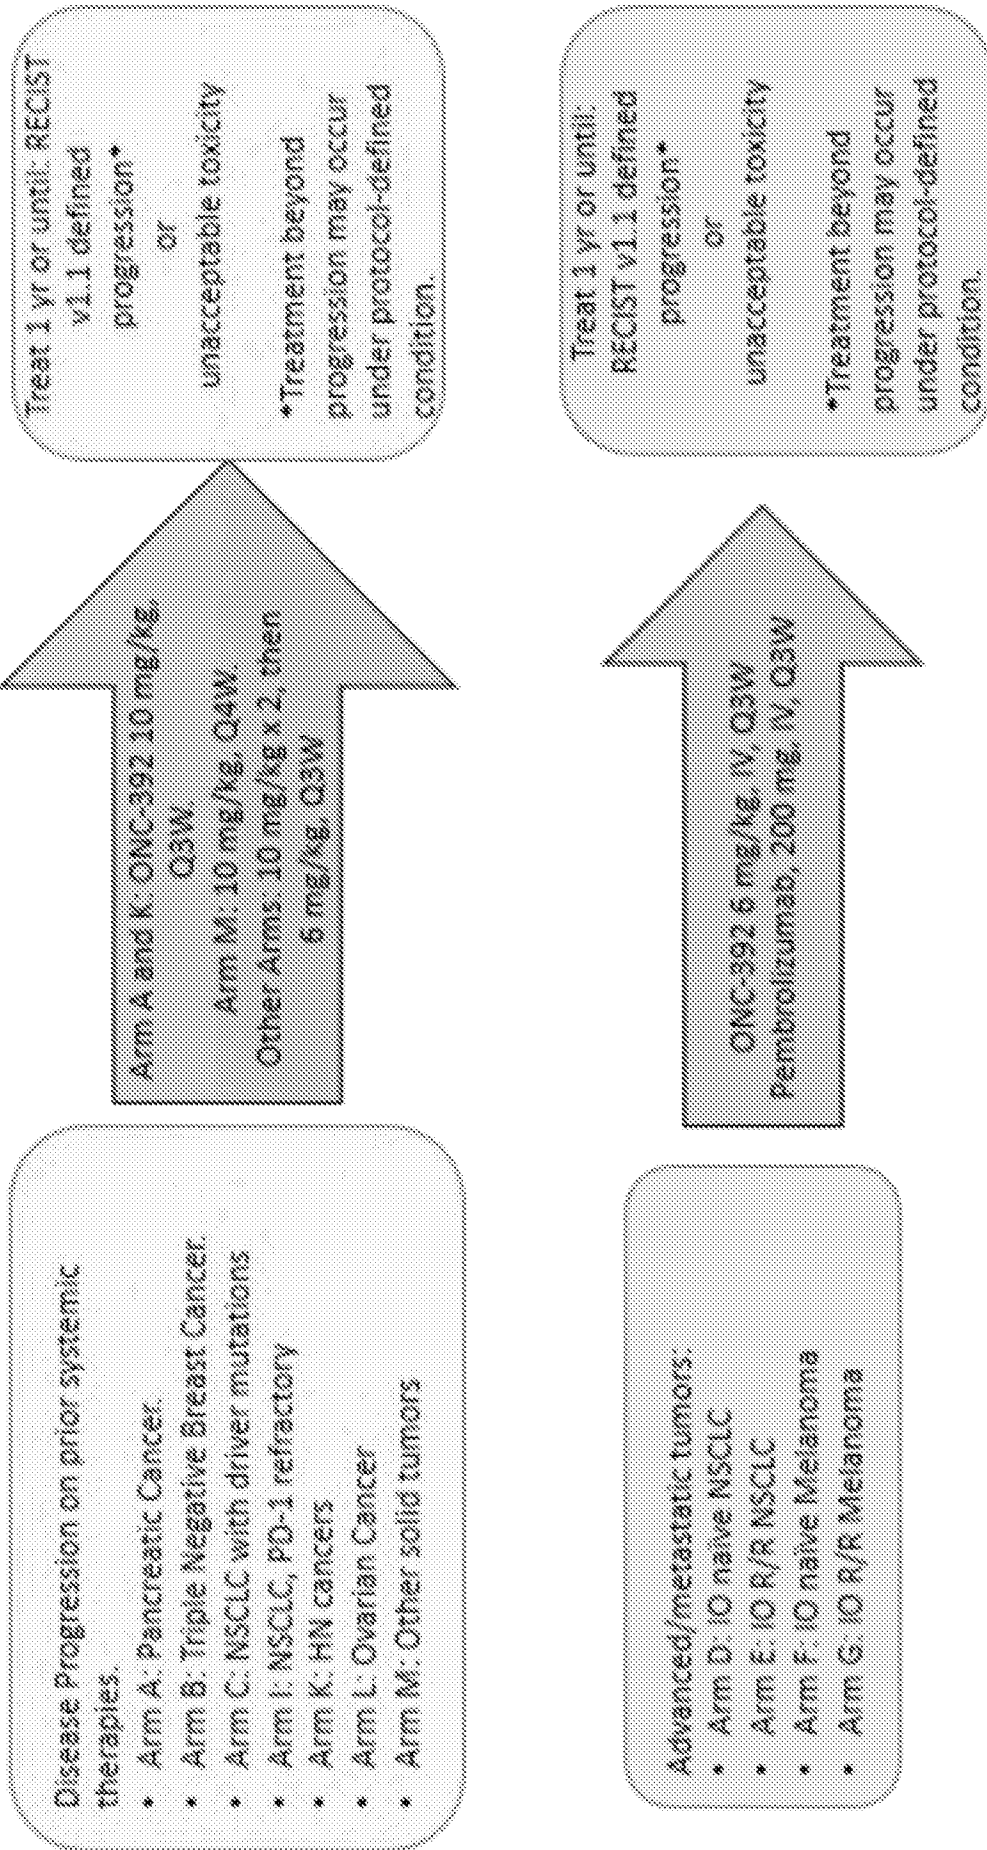 Disease Progression on prior systemic
therapies.
• Arm A: Pancreatic Cancer.
• Arm B: Triple Negative Breast Cancer.
• Arm C: NSCLC with driver mutations
• Arm I: NSCLC, PD-1 refractory
• Arm K: HN cancers
• Arm L: Ovarian Cancer
• Arm M: Other solid tumors
Arm A and K: ONC-392 10 mg/kg,
Q3W.
Arm M: 10 mg/kg, Q4W.
Other Arms: 10 mg/kg x 2, then
6 mg/kg, Q3W
Treat 1 yr or until: RECIST
v1.1 defined
progression*
or
unacceptable toxicity
*Treatment beyond
progression may occur
under protocol-defined
condition.
Advanced/metastatic tumors:
• Arm D: IO naïve NSCLC
• Arm E: IO R/R NSCLC
• Arm F: IO naïve Melanoma
• Arm G: IO R/R Melanoma
ONC-392 6 mg/kg, IV, Q3W
Pembrolizumab, 200 mg, IV, Q3W
Treat 1 yr or until:
RECIST v1.1 defined
progression*
or
unacceptable toxicity
*Treatment beyond
progression may occur
under protocol-defined
condition.